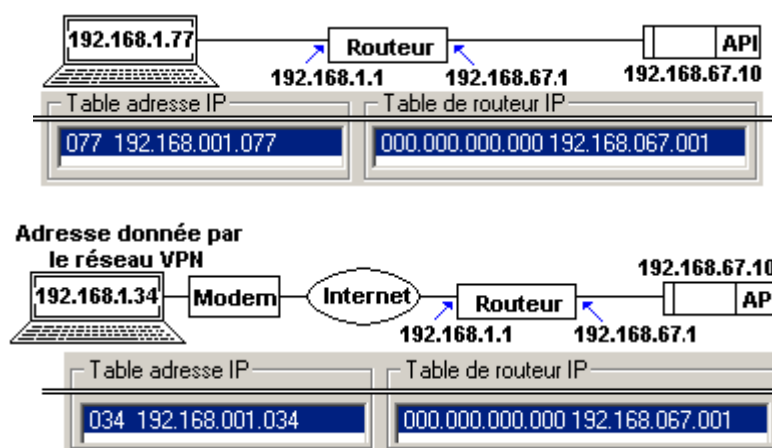 192.168.1.77
Routeur
API
192.168.1.1
192.168.67.1
192.168.67.10
Table adresse IP
Table de routeur IP
077 192.168.001.077
000.000.000.000 192.168.067.001
Adresse donnée par
le réseau VPN
192.168.67.10
192.168.1.34
Modem
Internet
Routeur
AP
192.168.1.1
192.168.67.1
Table adresse IP
Table de routeur IP
034 192.168.001.034
000.000.000.000 192.168.067.001